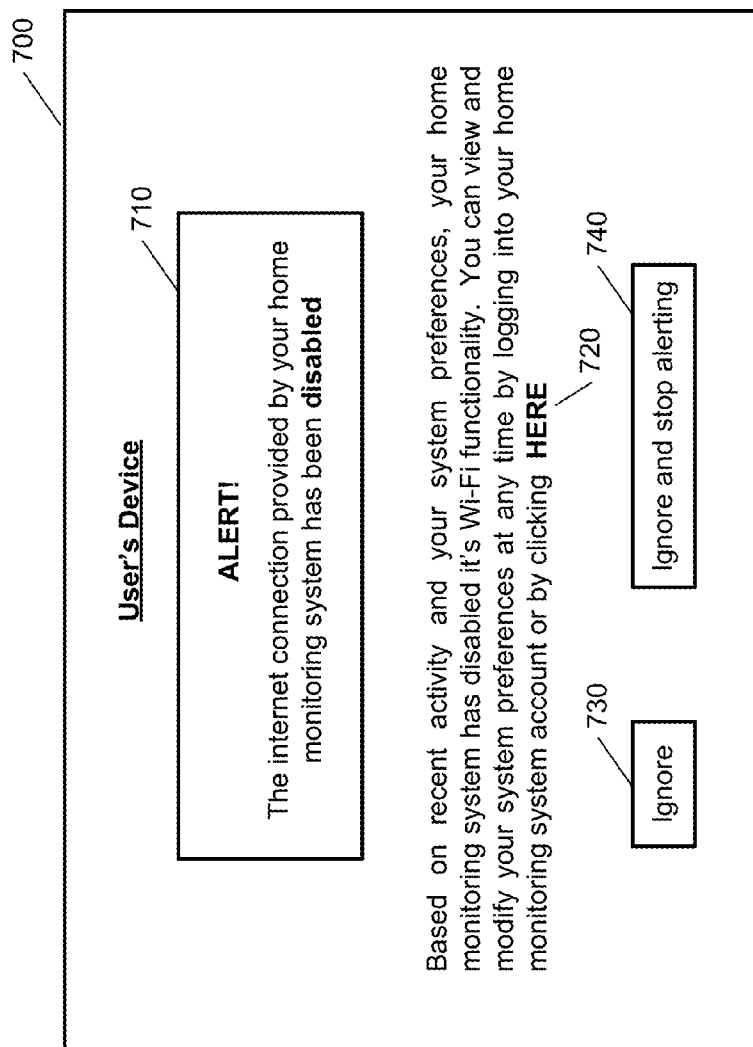 700
User's Device
710
ALERT!
The internet connection provided by your home
monitoring system has been disabled
Based on recent activity and your system preferences, your home
monitoring system has disabled it's Wi-Fi functionality. You can view and
modify your system preferences at any time by logging into your home
monitoring system account or by clicking HERE
720
730
740
Ignore
Ignore and stop alerting